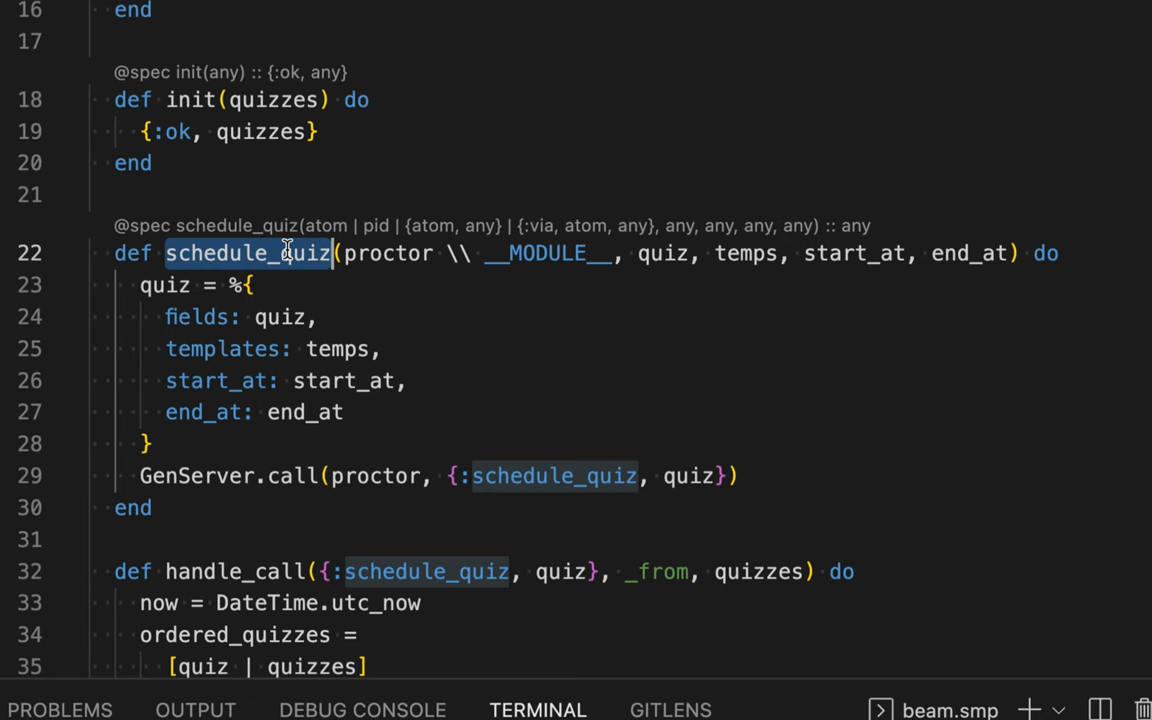 16 end
17
@spec init(any) :: {:ok, any}
18 def init(quizzes) do
19 {:ok, quizzes}
20 end
21
@spec schedule_quiz(atom | pid | {atom, any} | {:via, atom, any}, any, any, any, any) :: any
22 def schedule_quiz(proctor \\ __MODULE__, quiz, temps, start_at, end_at) do
23 quiz = %{
24 fields: quiz,
25 templates: temps,
26 start_at: start_at,
27 end_at: end_at
28 }
29 GenServer.call(proctor, {:schedule_quiz, quiz})
30 end
31
32 def handle_call({:schedule_quiz, quiz}, _from, quizzes) do
33 now = DateTime.utc_now
34 ordered_quizzes =
35 [quiz | quizzes]
PROBLEMS OUTPUT DEBUG CONSOLE TERMINAL GITLENS beam.smp